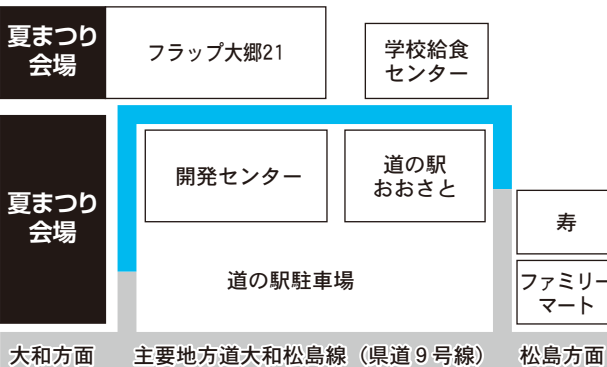 夏まつり
会場
フラップ大郷21
学校給食
センター
夏まつり
会場
開発センター
道の駅
おおさと
寿
道の駅駐車場
ファミリー
マート
大和方面
主要地方道大和松島線（県道９号線）
松島方面